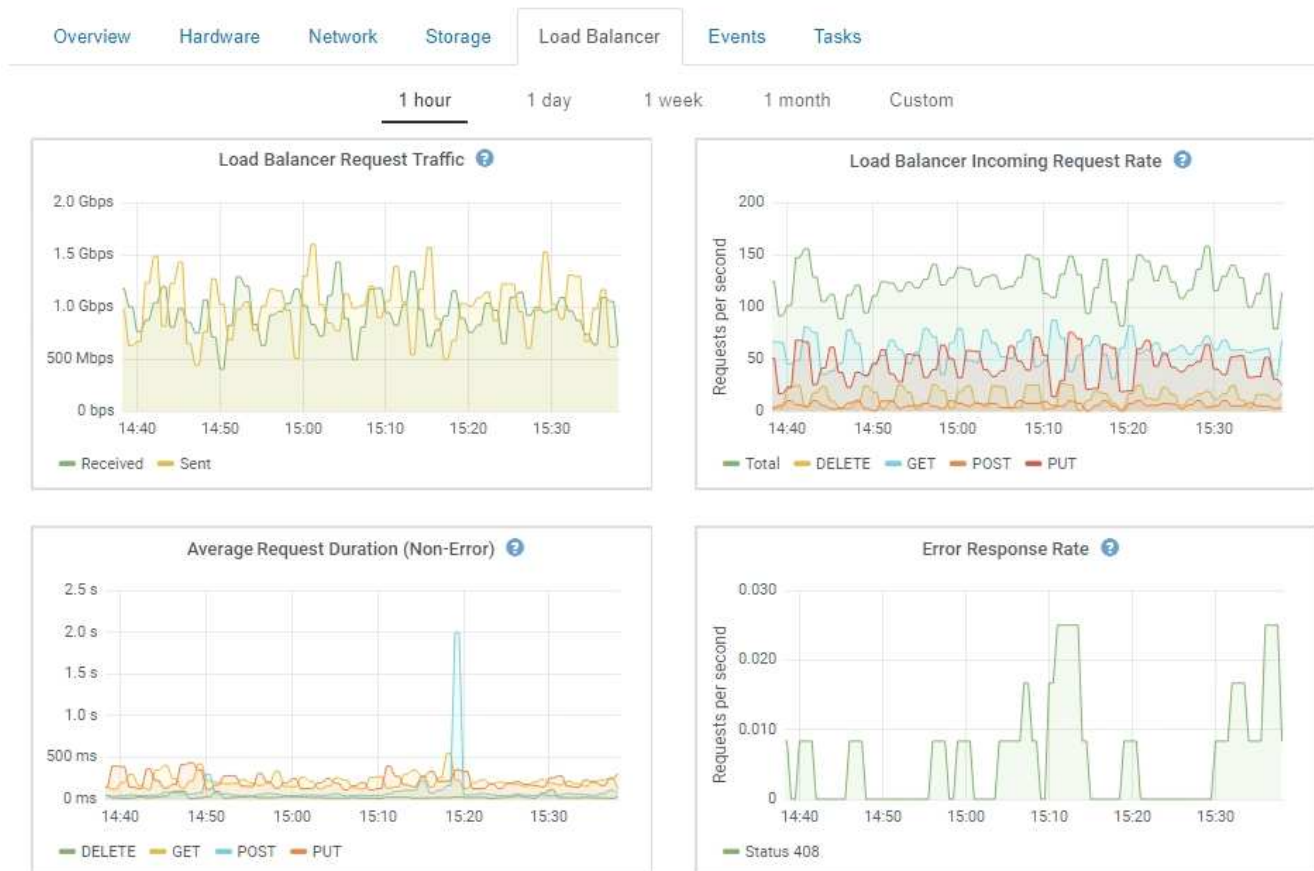 Overview Hardware Network Storage Load Balancer Events Tasks
1 hour 1 day 1 week 1 month Custom
Load Balancer Request Traffic ?
2.0 Gbps
1.5 Gbps
1.0 Gbps
500 Mbps
0 bps
14:40 14:50 15:00 15:10 15:20 15:30
Received Sent
Load Balancer Incoming Request Rate ?
Requests per second
200
150
100
50
0
14:40 14:50 15:00 15:10 15:20 15:30
Total DELETE GET POST PUT
Average Request Duration (Non-Error) ?
2.5 s
2.0 s
1.5 s
1.0 s
500 ms
0 ms
14:40 14:50 15:00 15:10 15:20 15:30
DELETE GET POST PUT
Error Response Rate ?
Requests per second
0.030
0.020
0.010
0
14:40 14:50 15:00 15:10 15:20 15:30
Status 408